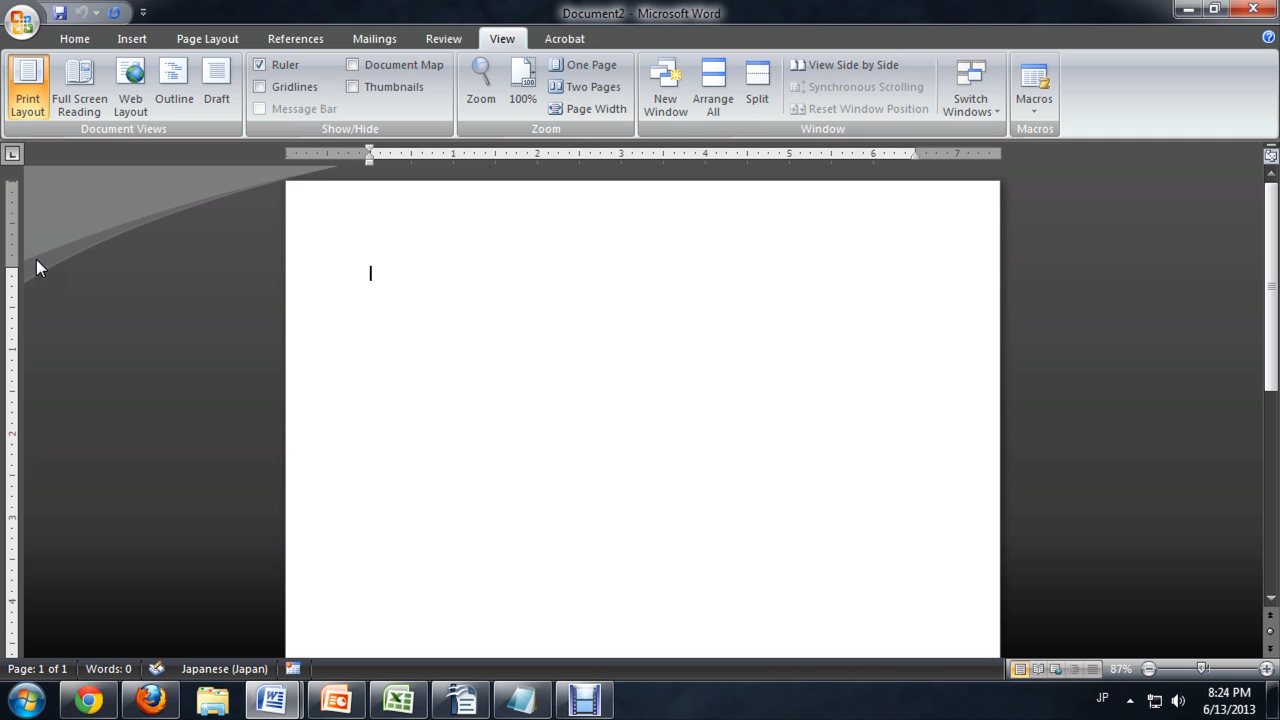 Document2 - Microsoft Word
Home Insert Page Layout References Mailings Review View Acrobat
Print Layout
Full Screen Reading
Web Layout
Outline
Draft
Document Views
Ruler
Gridlines
Message Bar
Document Map
Thumbnails
Show/Hide
Zoom
100%
One Page
Two Pages
Page Width
Zoom
New Window
Arrange All
Split
View Side by Side
Synchronous Scrolling
Reset Window Position
Switch Windows
Window
Macros
Macros
1 2 3 4 5 6 7
1
2
3
4
Page: 1 of 1 Words: 0 Japanese (Japan) 87%
JP 8:24 PM
6/13/2013